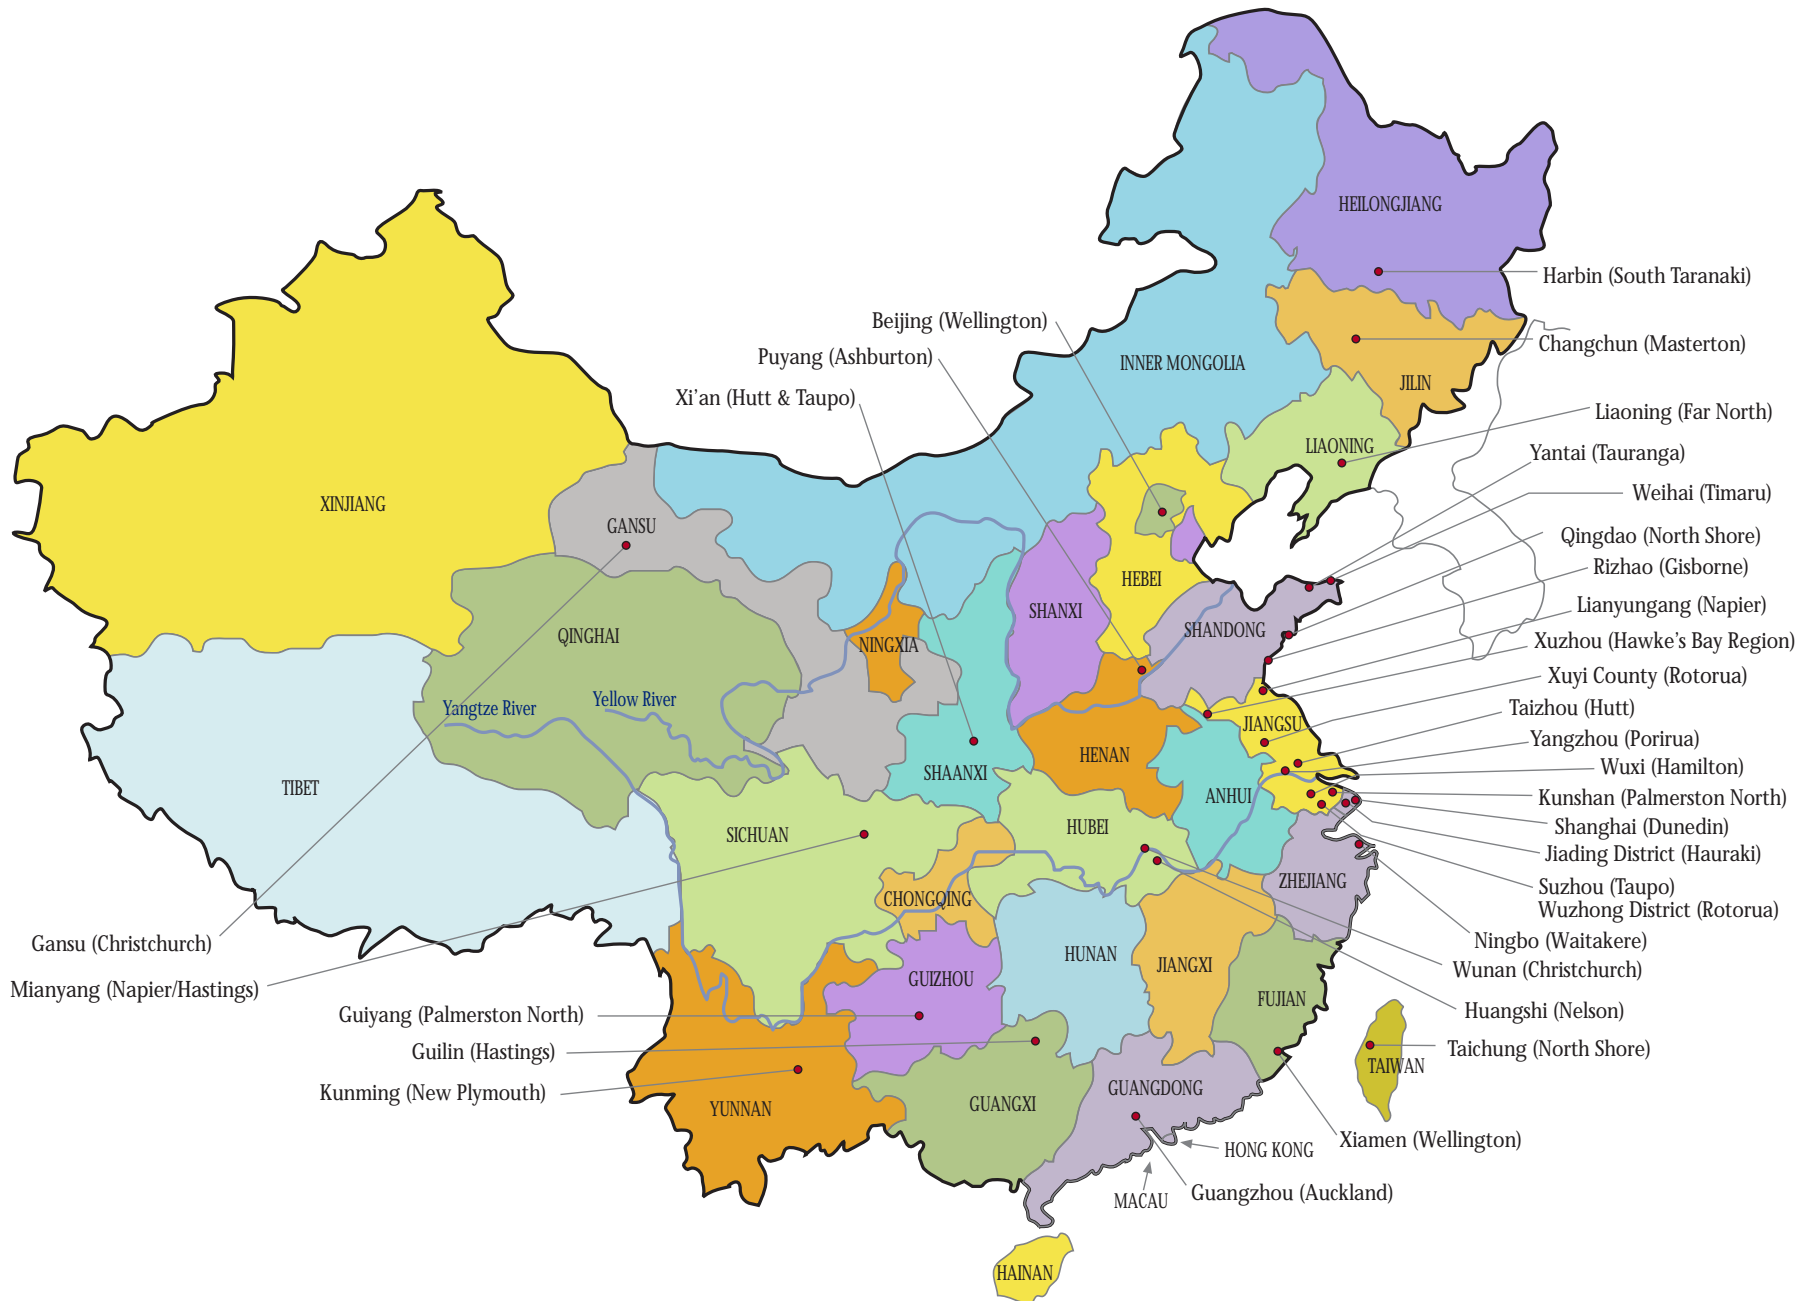 HEILONGJIANG
Harbin (South Taranaki)
Beijing (Wellington)
Changchun (Masterton)
Puyang (Ashburton)
INNER MONGOLIA
JILIN
Xi’an (Hutt & Taupo)
Liaoning (Far North)
LIAONING
Yantai (Tauranga)
Weihai (Timaru)
XINJIANG
GANSU
Qingdao (North Shore)
Rizhao (Gisborne)
HEBEI
Lianyungang (Napier)
SHANXI
SHANDONG
QINGHAI
NINGXIA
Xuzhou (Hawke’s Bay Region)
Xuyi County (Rotorua)
Yellow River
Yangtze River
Taizhou (Hutt)
JIANGSU
Yangzhou (Porirua)
HENAN
Wuxi (Hamilton)
SHAANXI
TIBET
ANHUI
Kunshan (Palmerston North)
SICHUAN
HUBEI
Shanghai (Dunedin)
Jiading District (Hauraki)
ZHEJIANG
Suzhou (Taupo)
CHONGQING
Wuzhong District (Rotorua)
Gansu (Christchurch)
Ningbo (Waitakere)
HUNAN
JIANGXI
Wunan (Christchurch)
GUIZHOU
Mianyang (Napier/Hastings)
FUJIAN
Huangshi (Nelson)
Guiyang (Palmerston North)
Guilin (Hastings)
Taichung (North Shore)
TAIWAN
Kunming (New Plymouth)
GUANGDONG
YUNNAN
GUANGXI
Xiamen (Wellington)
HONG KONG
MACAU
Guangzhou (Auckland)
HAINAN